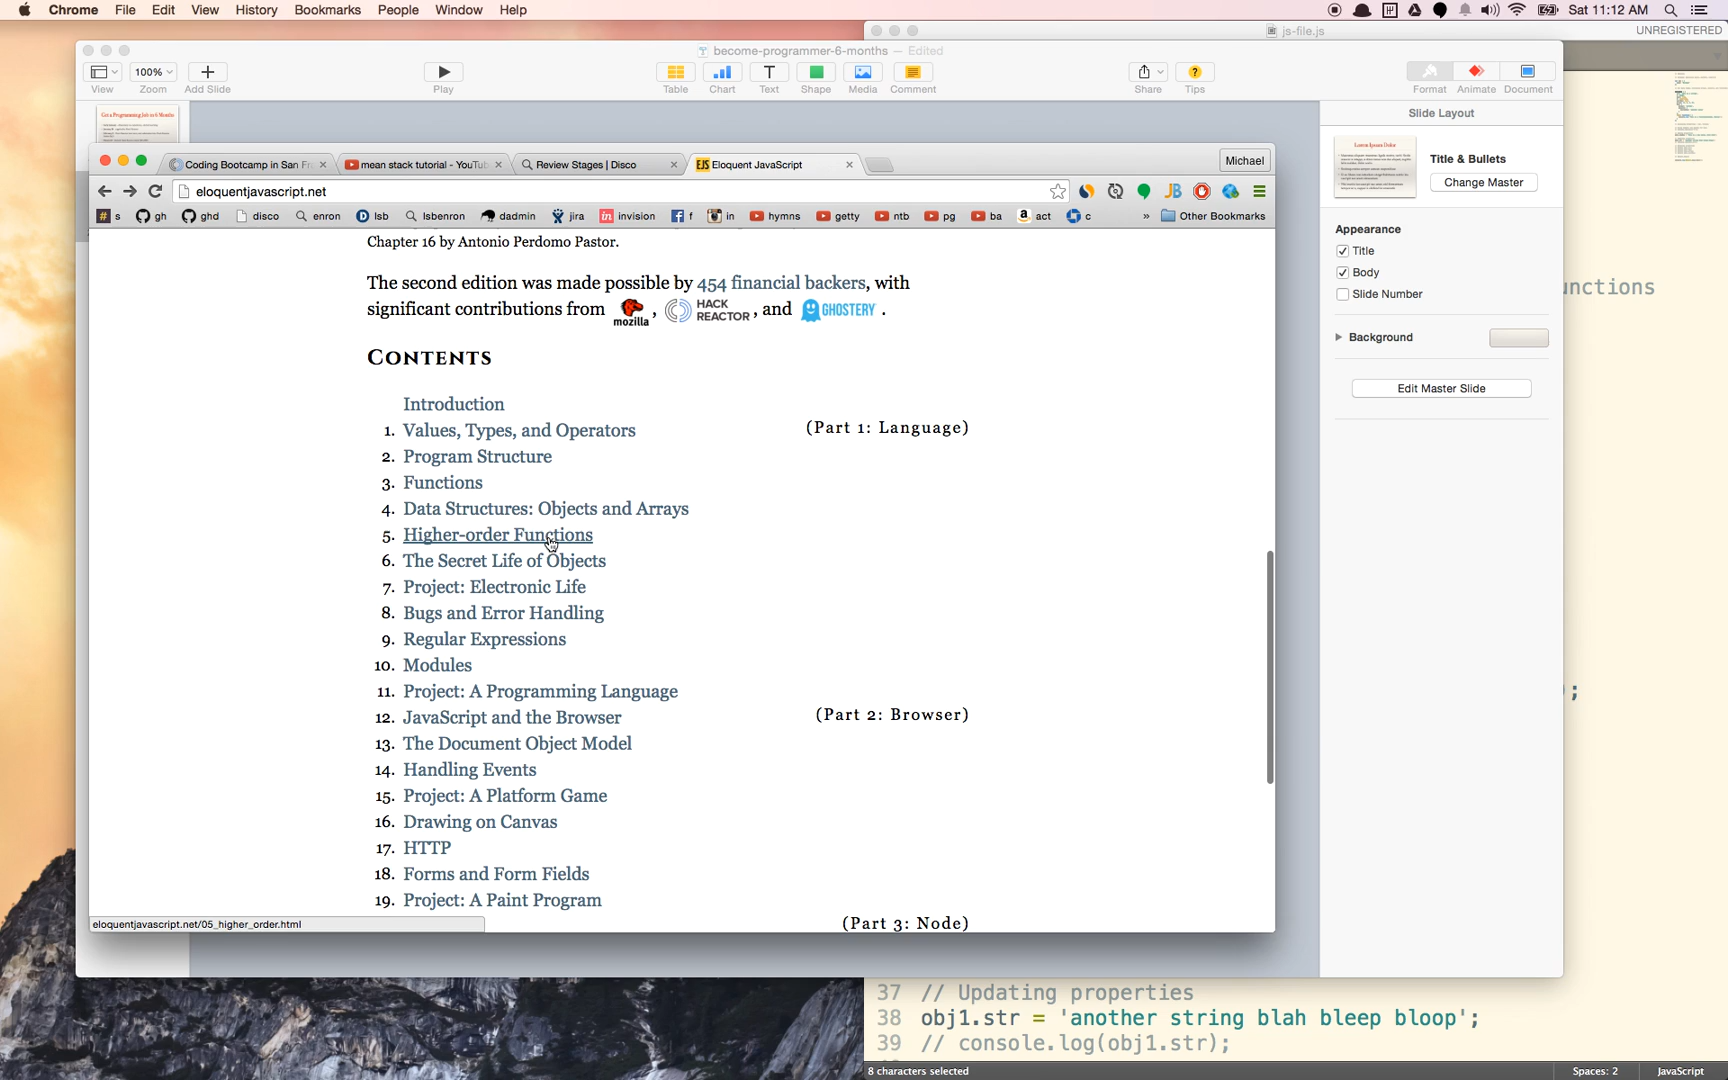 Chrome File Edit View History Bookmarks People Window Help
Sat 11:12 AM
js-file.js
UNREGISTERED
become-programmer-6-months — Edited
100%
View Zoom Add Slide Play Table Chart Text Shape Media Comment Share Tips Format Animate Document
Get a Programming Job in 6 Months
Slide Layout
Lorem Ipsum Dolor
Title & Bullets
Change Master
Appearance
Title
Body
Slide Number
Background
Edit Master Slide
Coding Bootcamp in San Fr
mean stack tutorial - YouTub
Review Stages | Disco
EJS Eloquent JavaScript
Michael
eloquentjavascript.net
s gh ghd disco enron lsb lsbenron dadmin jira invision f in hymns getty ntb pg ba act c » Other Bookmarks
Chapter 16 by Antonio Perdomo Pastor.
The second edition was made possible by 454 financial backers, with
significant contributions from mozilla, HACK REACTOR, and GHOSTERY.
CONTENTS
Introduction
1. Values, Types, and Operators (Part 1: Language)
2. Program Structure
3. Functions
4. Data Structures: Objects and Arrays
5. Higher-order Functions
6. The Secret Life of Objects
7. Project: Electronic Life
8. Bugs and Error Handling
9. Regular Expressions
10. Modules
11. Project: A Programming Language
12. JavaScript and the Browser (Part 2: Browser)
13. The Document Object Model
14. Handling Events
15. Project: A Platform Game
16. Drawing on Canvas
17. HTTP
18. Forms and Form Fields
19. Project: A Paint Program
(Part 3: Node)
eloquentjavascript.net/05_higher_order.html
unctions
;
37 // Updating properties
38 obj1.str = 'another string blah bleep bloop';
39 // console.log(obj1.str);
8 characters selected
Spaces: 2
JavaScript